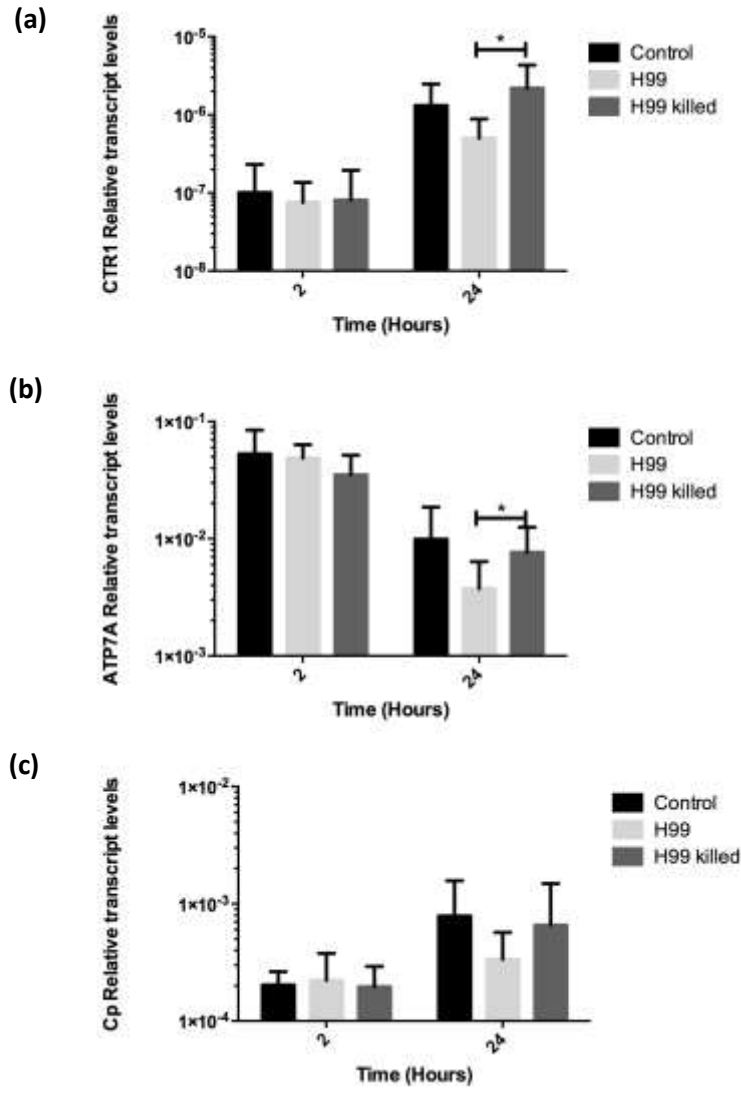 (a)
CTR1 Relative transcript levels
10⁻⁵
10⁻⁶
10⁻⁷
10⁻⁸
*
Control
H99
H99 killed
2
24
Time (Hours)
(b)
ATP7A Relative transcript levels
1×10⁻¹
1×10⁻²
1×10⁻³
*
Control
H99
H99 killed
2
24
Time (Hours)
(c)
Cp Relative transcript levels
1×10⁻²
1×10⁻³
1×10⁻⁴
Control
H99
H99 killed
2
24
Time (Hours)